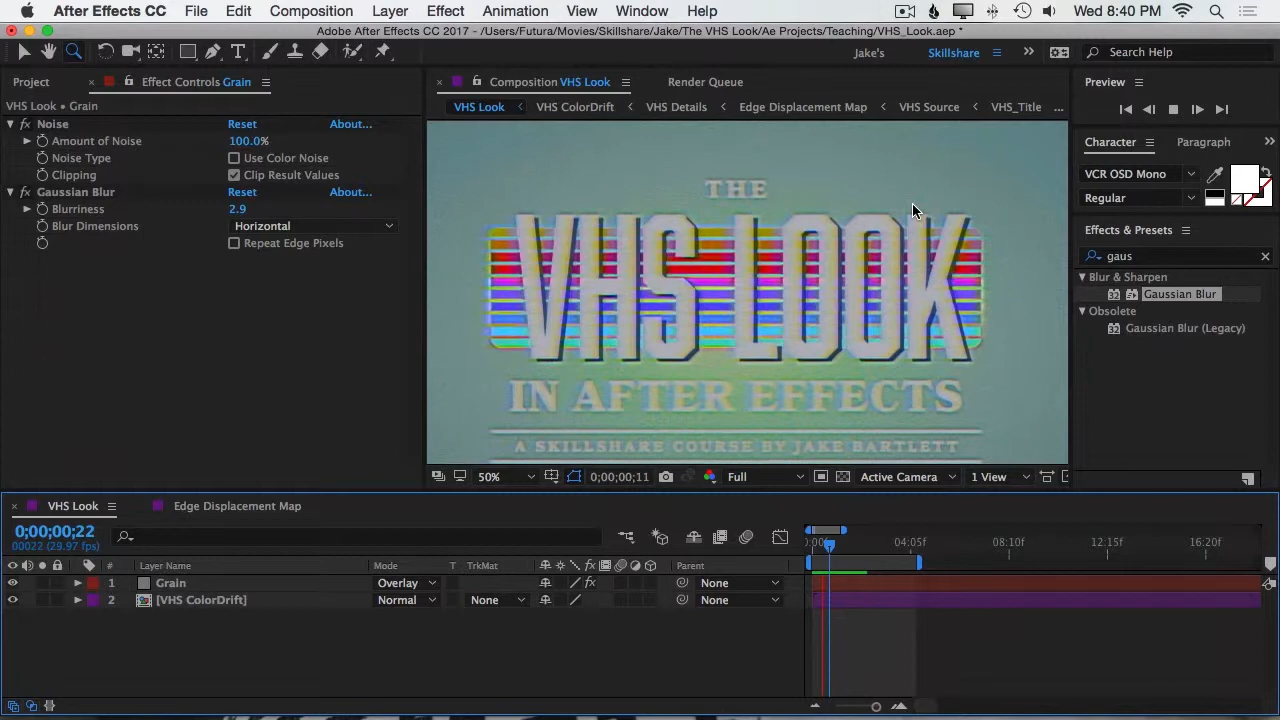 After Effects CC File Edit Composition Layer Effect Animation View Window Help Wed 8:40 PM
Adobe After Effects CC 2017 - /Users/Futura/Movies/Skillshare/Jake/The VHS Look/Ae Projects/Teaching/VHS_Look.aep *
Jake's Skillshare Search Help
Project Effect Controls Grain Composition VHS Look Render Queue Preview
VHS Look • Grain VHS Look VHS ColorDrift VHS Details Edge Displacement Map VHS Source VHS_Title ...
fx Noise Reset About...
Amount of Noise 100.0%
Noise Type Use Color Noise
Clipping Clip Result Values
fx Gaussian Blur Reset About...
Blurriness 2.9
Blur Dimensions Horizontal
Repeat Edge Pixels
THE
VHS LOOK
IN AFTER EFFECTS
A SKILLSHARE COURSE BY JAKE BARTLETT
Character Paragraph
VCR OSD Mono
Regular
Effects & Presets
gaus
Blur & Sharpen
32 Gaussian Blur
Obsolete
Gaussian Blur (Legacy)
50% 0;00;00;11 Full Active Camera 1 View
VHS Look Edge Displacement Map
0;00;00;22
00022 (29.97 fps)
04:05f 08:10f 12:15f 16:20f
# Layer Name Mode T TrkMat fx Parent
1 Grain Overlay fx None
2 [VHS ColorDrift] Normal None None